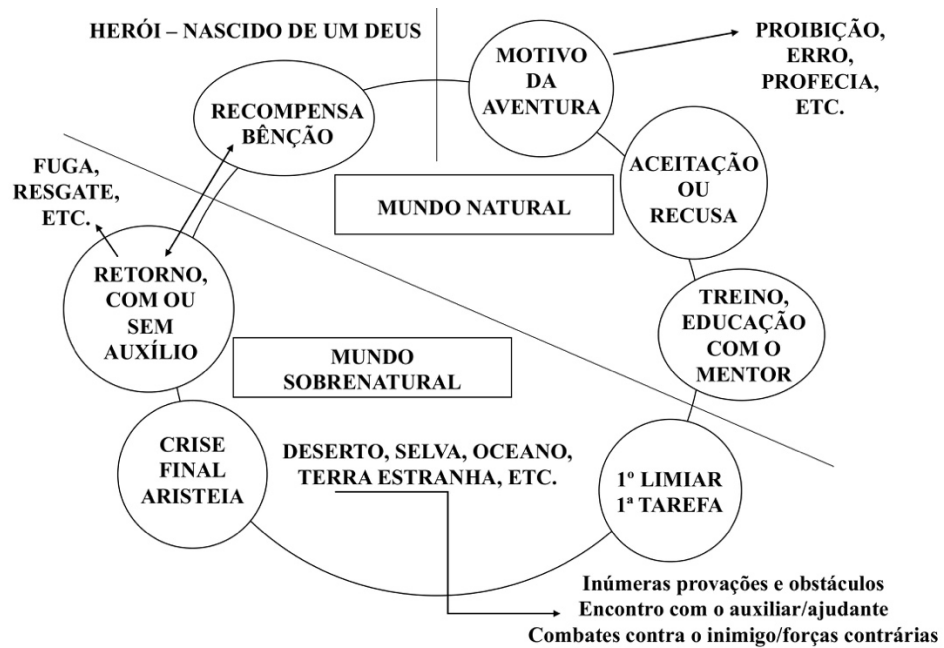 HERÓI – NASCIDO DE UM DEUS
MOTIVO
DA
AVENTURA
PROIBIÇÃO,
ERRO,
PROFECIA,
ETC.
RECOMPENSA
BÊNÇÃO
ACEITAÇÃO
OU
RECUSA
FUGA,
RESGATE,
ETC.
MUNDO NATURAL
RETORNO,
COM OU
SEM
AUXÍLIO
TREINO,
EDUCAÇÃO
COM O
MENTOR
MUNDO
SOBRENATURAL
CRISE
FINAL
ARISTEIA
DESERTO, SELVA, OCEANO,
TERRA ESTRANHA, ETC.
1º LIMIAR
1ª TAREFA
Inúmeras provações e obstáculos
Encontro com o auxiliar/ajudante
Combates contra o inimigo/forças contrárias